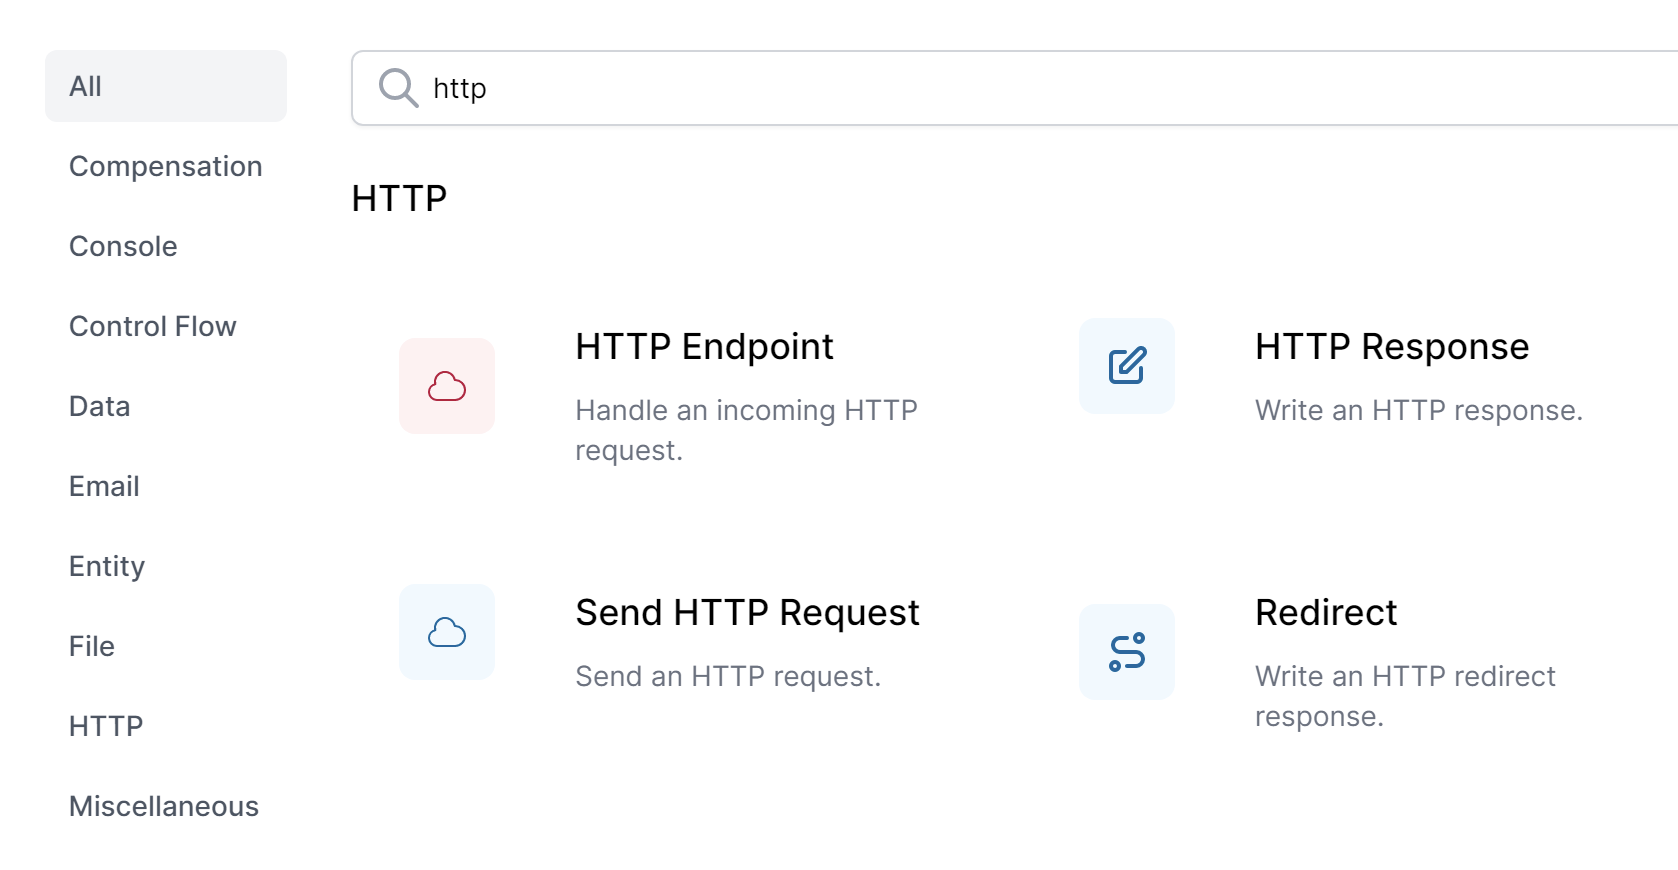 All
Compensation
Console
Control Flow
Data
Email
Entity
File
HTTP
Miscellaneous
http
HTTP
HTTP Endpoint
Handle an incoming HTTP
request.
HTTP Response
Write an HTTP response.
Send HTTP Request
Send an HTTP request.
Redirect
Write an HTTP redirect
response.